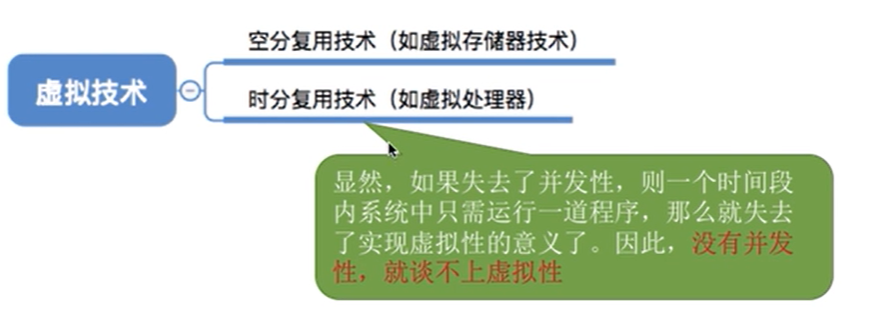 空分复用技术（如虚拟存储器技术）
虚拟技术
时分复用技术（如虚拟处理器）
显然，如果失去了并发性，则一个时间段
内系统中只需运行一道程序，那么就失去
了实现虚拟性的意义了。因此，没有并发
性，就谈不上虚拟性